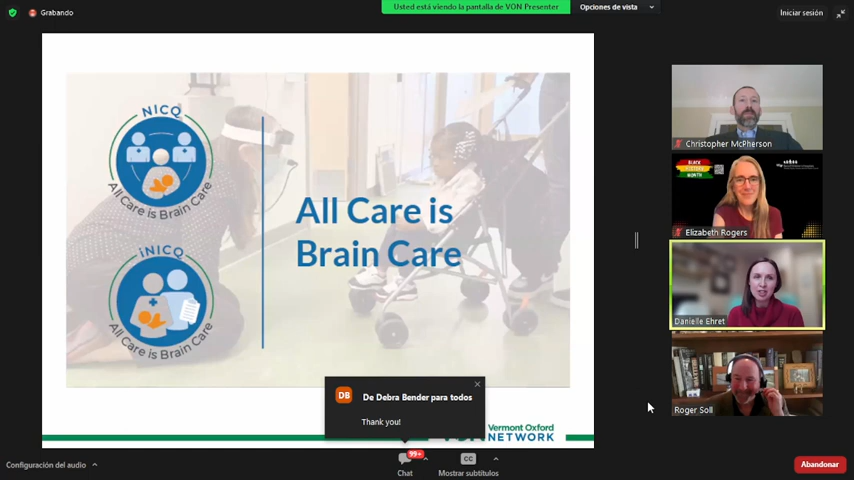 Grabando
Usted está viendo la pantalla de VON Presenter
Opciones de vista
Iniciar sesión
NICQ
All Care is Brain Care
iNICQ
All Care is Brain Care
All Care is
Brain Care
Christopher McPherson
BLACK
HISTORY
MONTH
Elizabeth Rogers
Danielle Ehret
Roger Soll
DB
De Debra Bender para todos
Thank you!
Vermont Oxford
NETWORK
Configuración del audio
99+
Chat
CC
Mostrar subtítulos
Abandonar